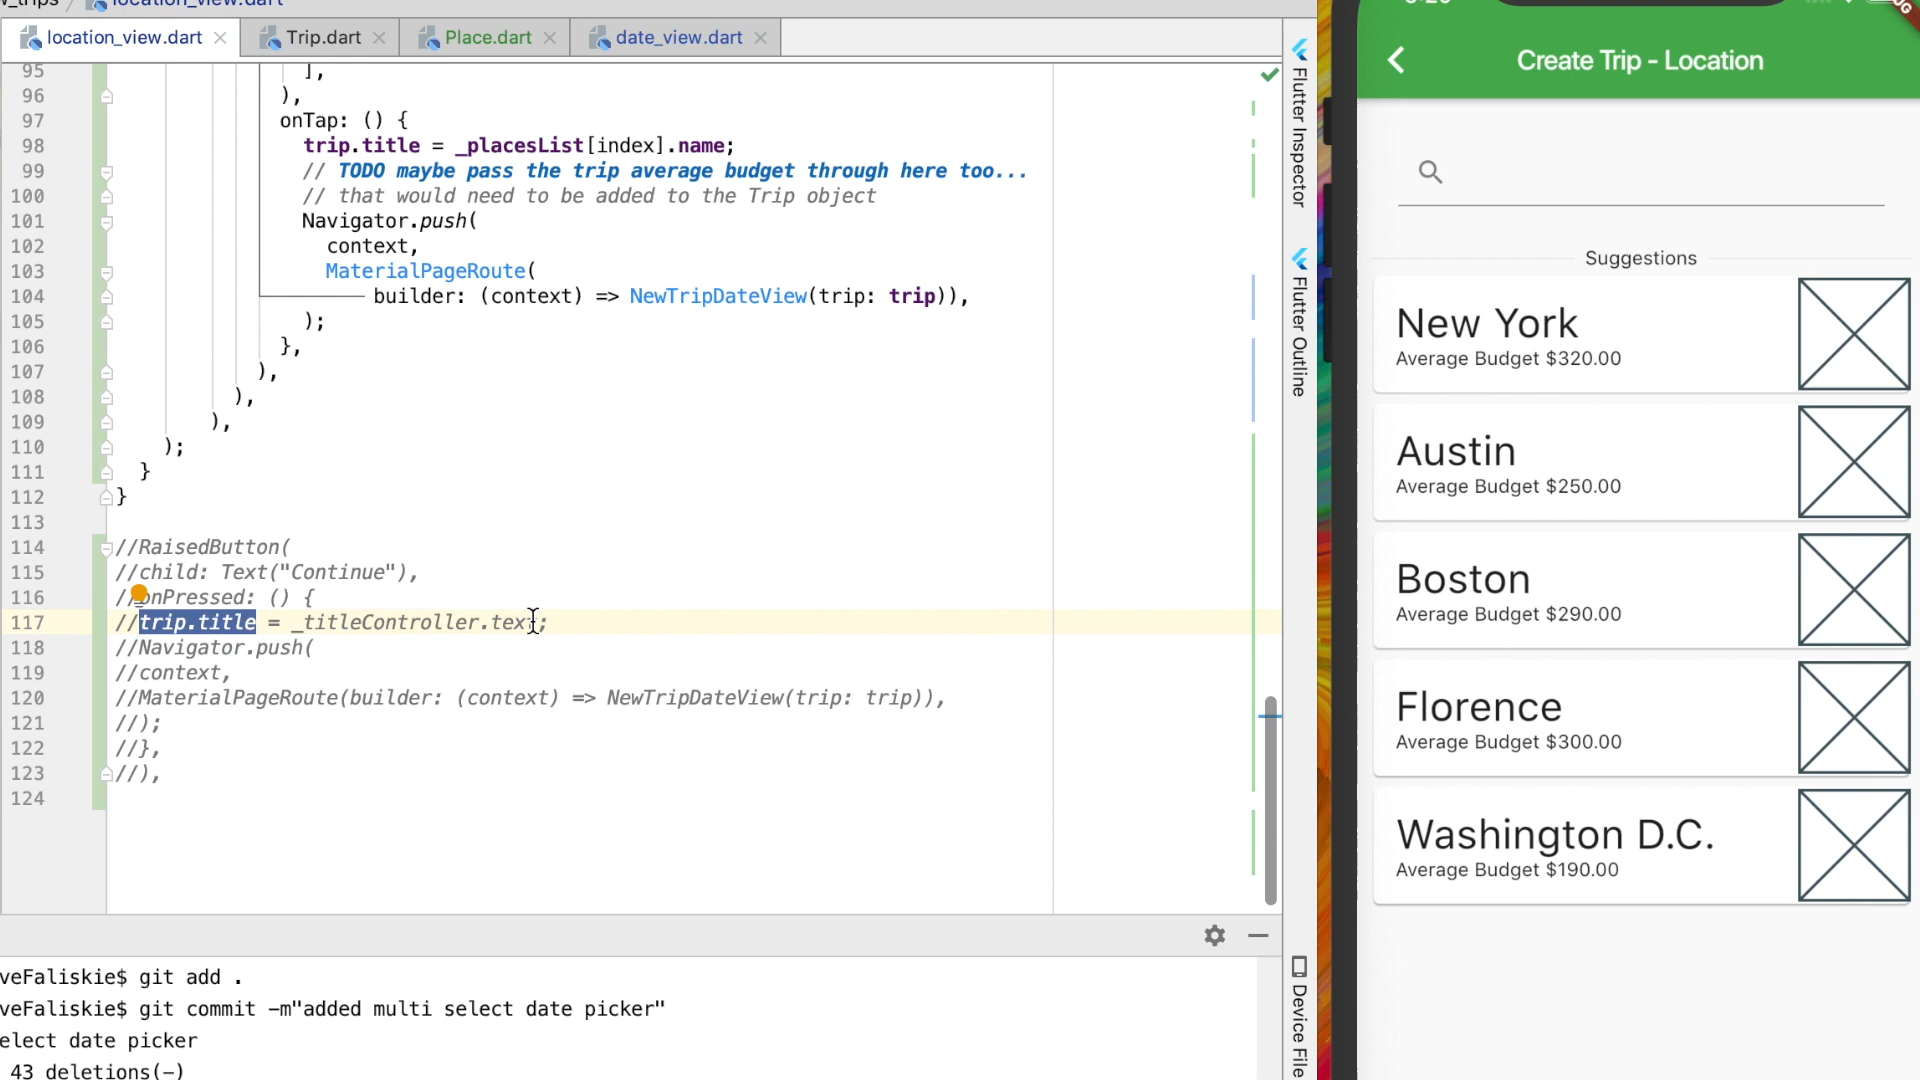 location_view.dart
location_view.dart
Trip.dart
Place.dart
date_view.dart
95 ],
96 ),
97 onTap: () {
98 trip.title = _placesList[index].name;
99 // TODO maybe pass the trip average budget through here too...
100 // that would need to be added to the Trip object
101 Navigator.push(
102 context,
103 MaterialPageRoute(
104 builder: (context) => NewTripDateView(trip: trip)),
105 );
106 },
107 ),
108 ),
109 ),
110 );
111 }
112 }
113
114 //RaisedButton(
115 //child: Text("Continue"),
116 //onPressed: () {
117 //trip.title = _titleController.text;
118 //Navigator.push(
119 //context,
120 //MaterialPageRoute(builder: (context) => NewTripDateView(trip: trip)),
121 //);
122 //},
123 //),
124
veFaliskie$ git add .
veFaliskie$ git commit -m"added multi select date picker"
elect date picker
43 deletions(-)
Flutter Inspector
Flutter Outline
Device File
Create Trip - Location
Suggestions
New York
Average Budget $320.00
Austin
Average Budget $250.00
Boston
Average Budget $290.00
Florence
Average Budget $300.00
Washington D.C.
Average Budget $190.00